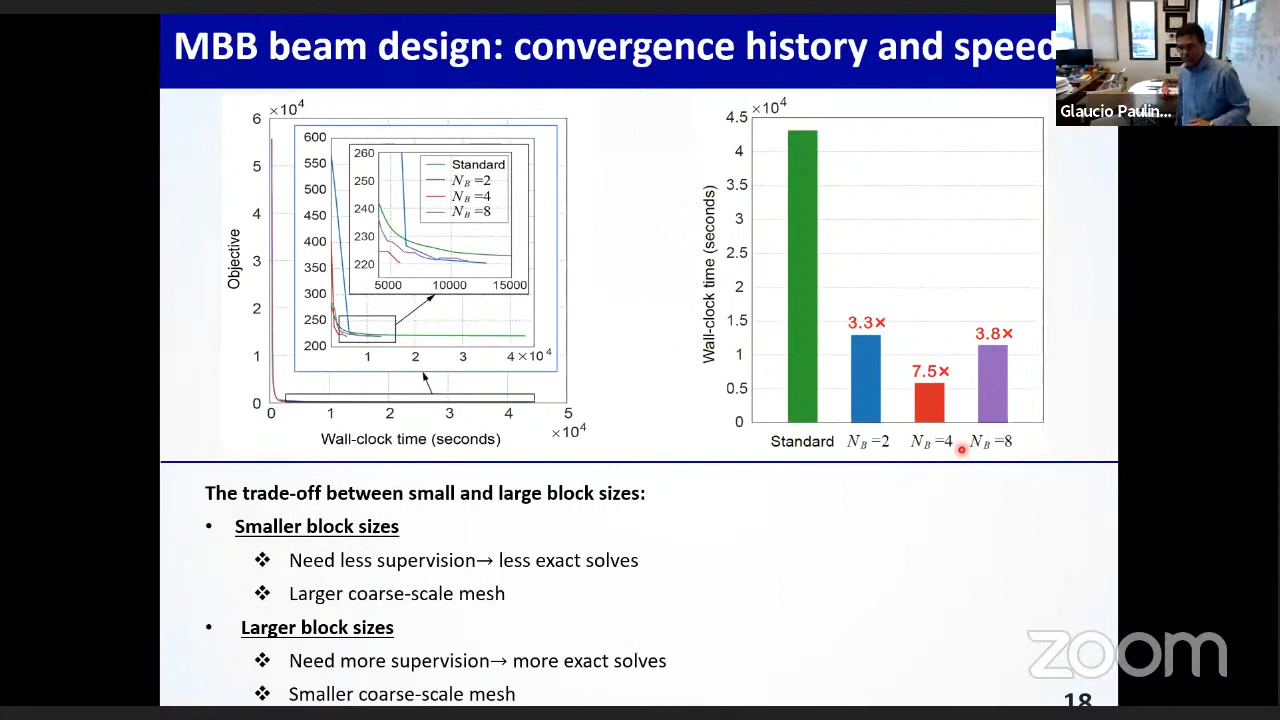 MBB beam design: convergence history and speed
Glaucio Paulin...
×10⁴
6
5
4
3
2
1
0
Objective
0
1
2
3
4
5
×10⁴
Wall-clock time (seconds)
600
550
500
450
400
350
300
250
200
1
2
3
4×10⁴
260
250
240
230
220
5000
10000
15000
Standard
N_B =2
N_B =4
N_B =8
×10⁴
4.5
4
3.5
3
2.5
2
1.5
1
0.5
0
Wall-clock time (seconds)
3.3×
7.5×
3.8×
Standard N_B =2 N_B =4 N_B =8
The trade-off between small and large block sizes:
• Smaller block sizes
❖ Need less supervision→ less exact solves
❖ Larger coarse-scale mesh
• Larger block sizes
❖ Need more supervision→ more exact solves
❖ Smaller coarse-scale mesh
zoom
18